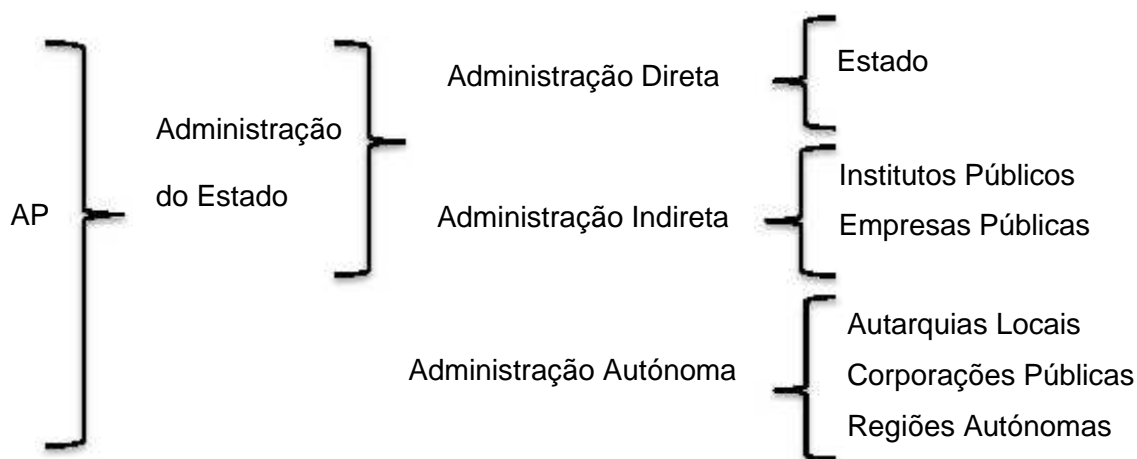 AP
Administração
do Estado
Administração Direta
Estado
Administração Indireta
Institutos Públicos
Empresas Públicas
Administração Autónoma
Autarquias Locais
Corporações Públicas
Regiões Autónomas